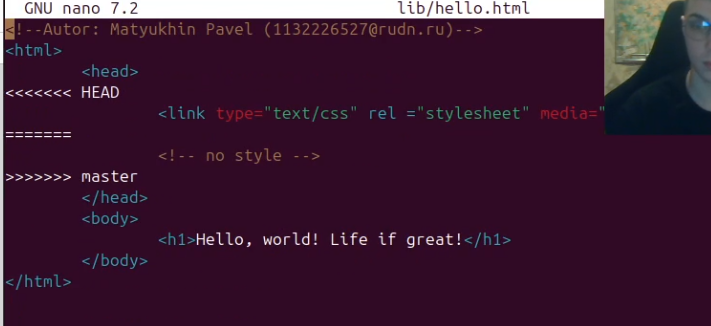 GNU nano 7.2 lib/hello.html
<!--Autor: Matyukhin Pavel (1132226527@rudn.ru)-->
<html>
<head>
<<<<<<< HEAD
<link type="text/css" rel ="stylesheet" media="
=======
<!-- no style -->
>>>>>>> master
</head>
<body>
<h1>Hello, world! Life if great!</h1>
</body>
</html>